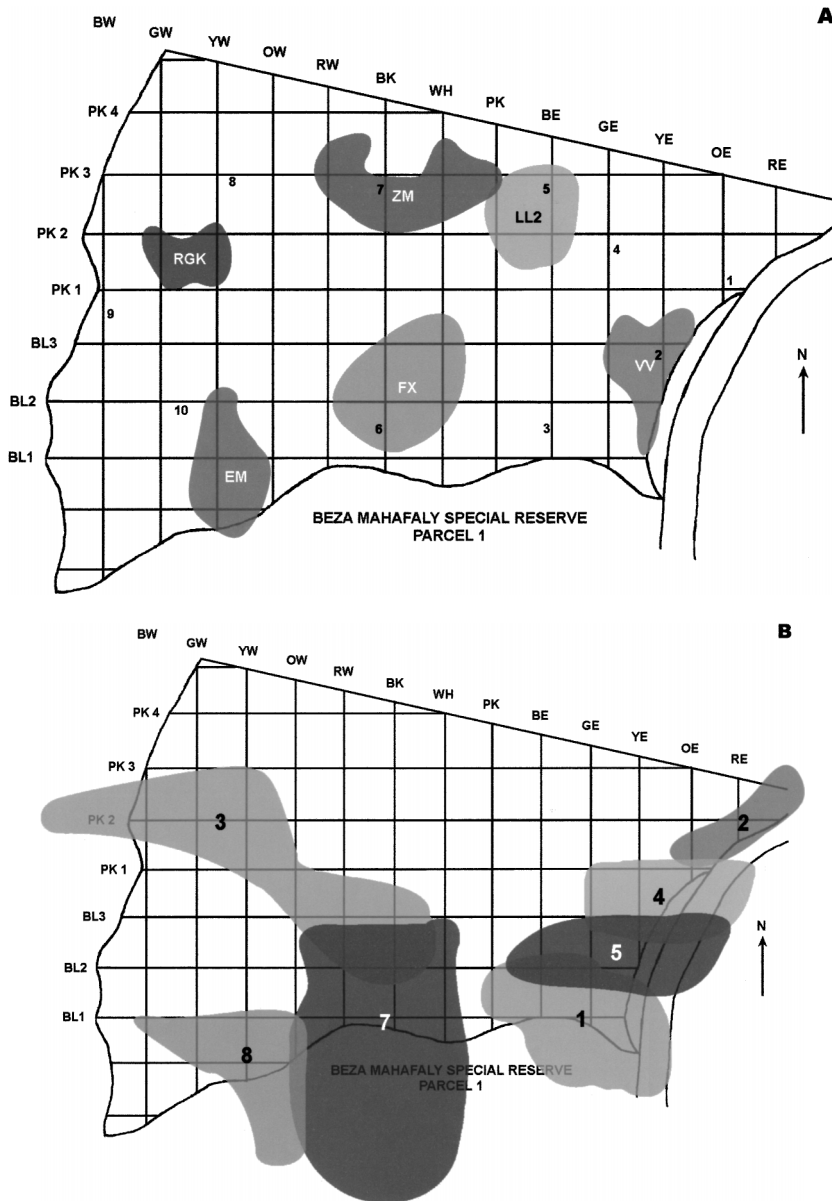 A
BW
GW
YW
OW
RW
BK
WH
PK
BE
GE
YE
OE
RE
PK 4
PK 3
PK 2
PK 1
BL3
BL2
BL1
8
7
ZM
5
LL2
4
RGK
1
9
2
VV
FX
10
6
3
EM
N
BEZA MAHAFALY SPECIAL RESERVE
PARCEL 1
B
BW
GW
YW
OW
RW
BK
WH
PK
BE
GE
YE
OE
RE
PK 4
PK 3
PK 2
PK 1
BL3
BL2
BL1
3
2
4
5
7
1
8
N
BEZA MAHAFALY SPECIAL RESERVE
PARCEL 1